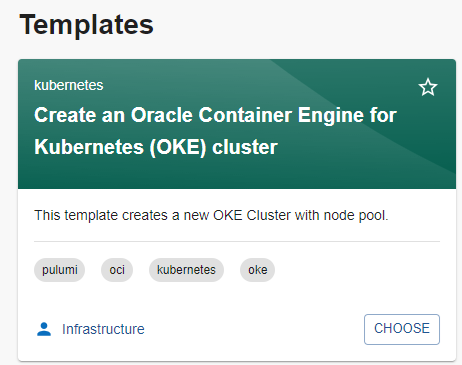 Templates
kubernetes
Create an Oracle Container Engine for
Kubernetes (OKE) cluster
This template creates a new OKE Cluster with node pool.
pulumi oci kubernetes oke
Infrastructure CHOOSE